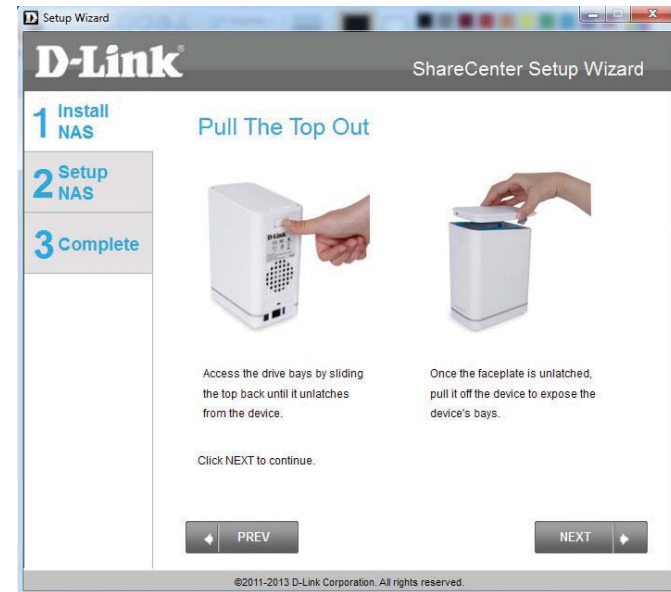 Setup Wizard
D-Link
ShareCenter Setup Wizard
1 Install
NAS
2 Setup
NAS
3 Complete
Pull The Top Out
D-Link
Access the drive bays by sliding
the top back until it unlatches
from the device.
Once the faceplate is unlatched,
pull it off the device to expose the
device's bays.
Click NEXT to continue.
PREV
NEXT
©2011-2013 D-Link Corporation. All rights reserved.